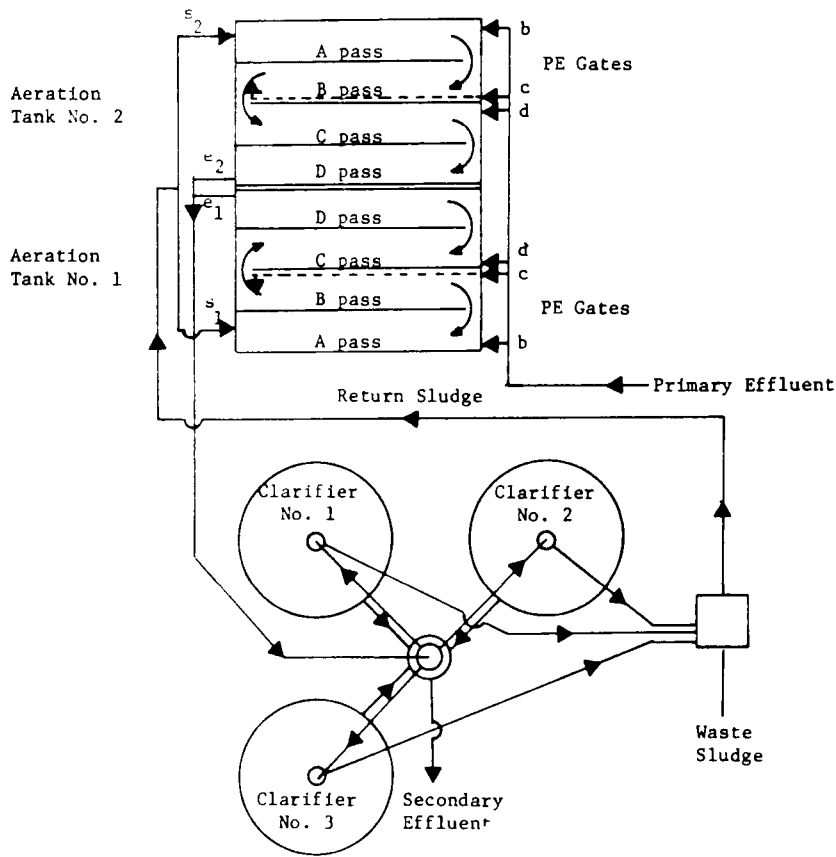 s2
b
A pass
PE Gates
Aeration
Tank No. 2
B pass
c
d
C pass
e2
D pass
e1
D pass
Aeration
Tank No. 1
d
C pass
c
B pass
s1
PE Gates
A pass
b
Primary Effluent
Return Sludge
Clarifier
No. 1
Clarifier
No. 2
Waste
Sludge
Clarifier
No. 3
Secondary
Effluent